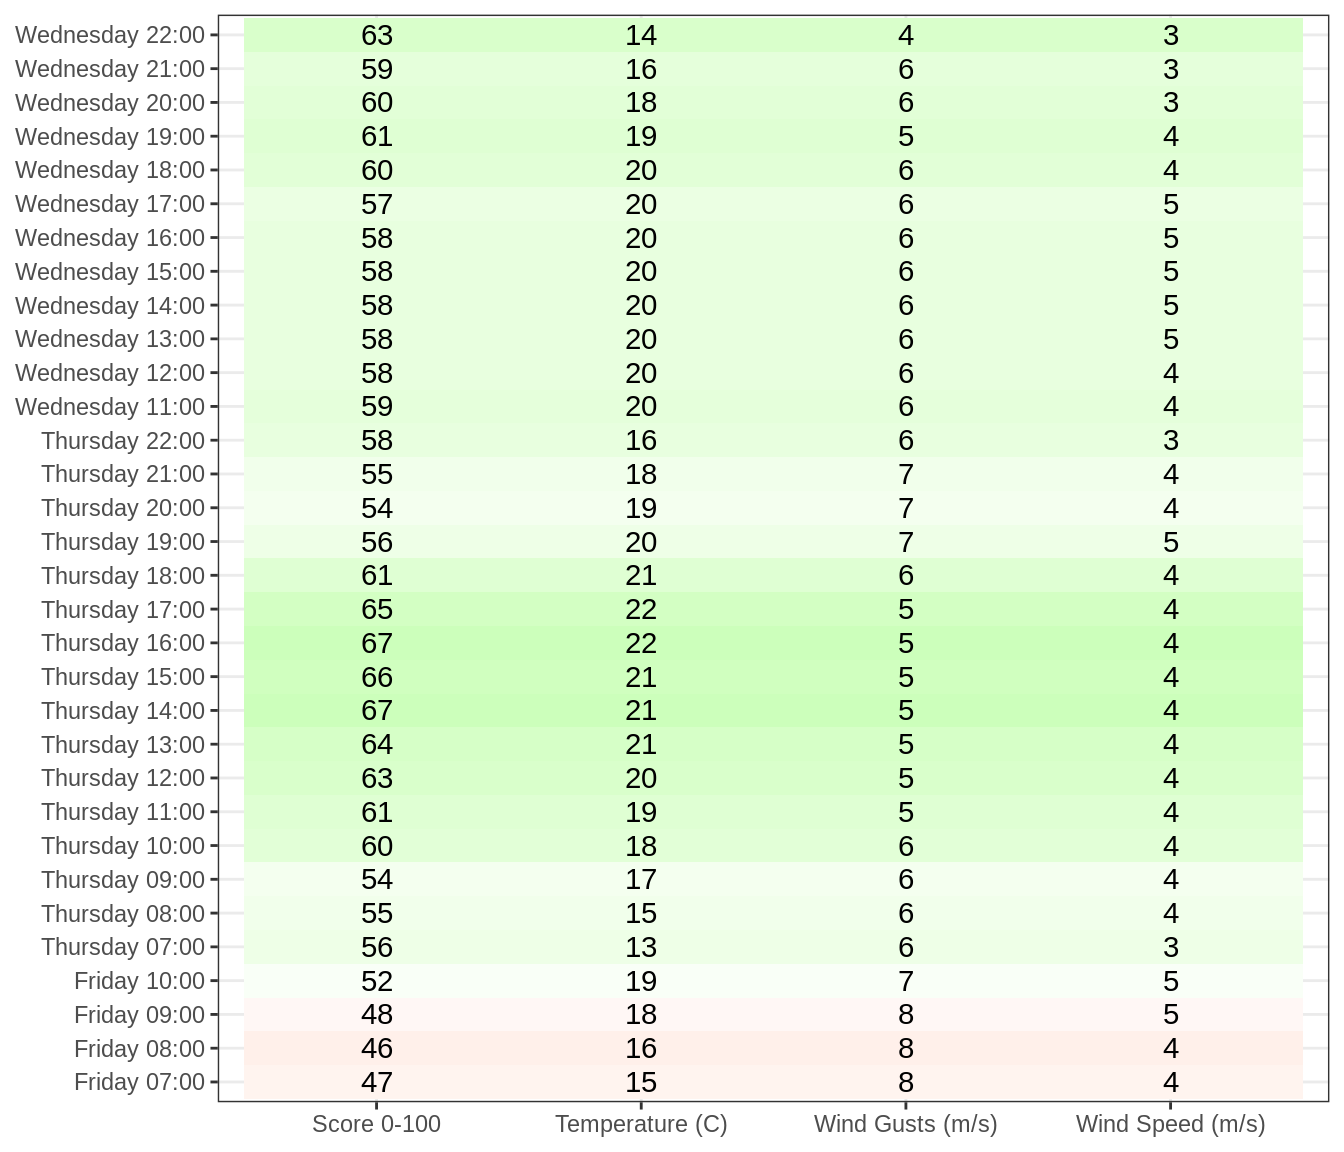 Wednesday 22:00 63 14 4 3
Wednesday 21:00 59 16 6 3
Wednesday 20:00 60 18 6 3
Wednesday 19:00 61 19 5 4
Wednesday 18:00 60 20 6 4
Wednesday 17:00 57 20 6 5
Wednesday 16:00 58 20 6 5
Wednesday 15:00 58 20 6 5
Wednesday 14:00 58 20 6 5
Wednesday 13:00 58 20 6 5
Wednesday 12:00 58 20 6 4
Wednesday 11:00 59 20 6 4
Thursday 22:00 58 16 6 3
Thursday 21:00 55 18 7 4
Thursday 20:00 54 19 7 4
Thursday 19:00 56 20 7 5
Thursday 18:00 61 21 6 4
Thursday 17:00 65 22 5 4
Thursday 16:00 67 22 5 4
Thursday 15:00 66 21 5 4
Thursday 14:00 67 21 5 4
Thursday 13:00 64 21 5 4
Thursday 12:00 63 20 5 4
Thursday 11:00 61 19 5 4
Thursday 10:00 60 18 6 4
Thursday 09:00 54 17 6 4
Thursday 08:00 55 15 6 4
Thursday 07:00 56 13 6 3
Friday 10:00 52 19 7 5
Friday 09:00 48 18 8 5
Friday 08:00 46 16 8 4
Friday 07:00 47 15 8 4
Score 0-100 Temperature (C) Wind Gusts (m/s) Wind Speed (m/s)